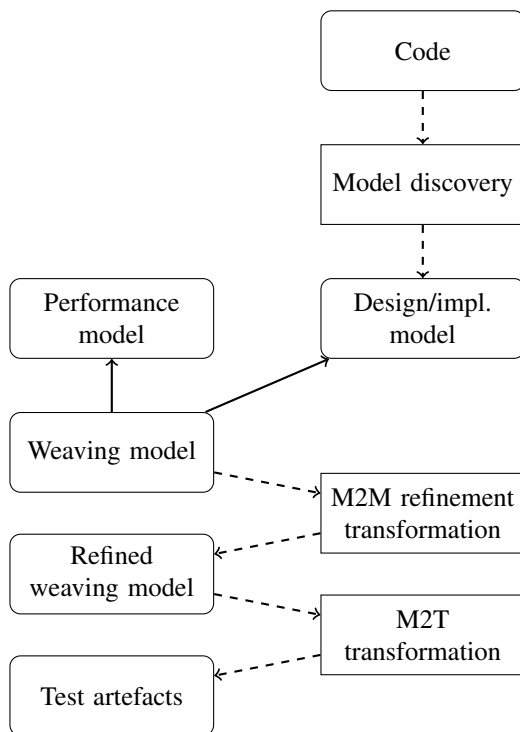 Code
Model discovery
Performance
model
Design/impl.
model
Weaving model
M2M refinement
transformation
Refined
weaving model
M2T
transformation
Test artefacts